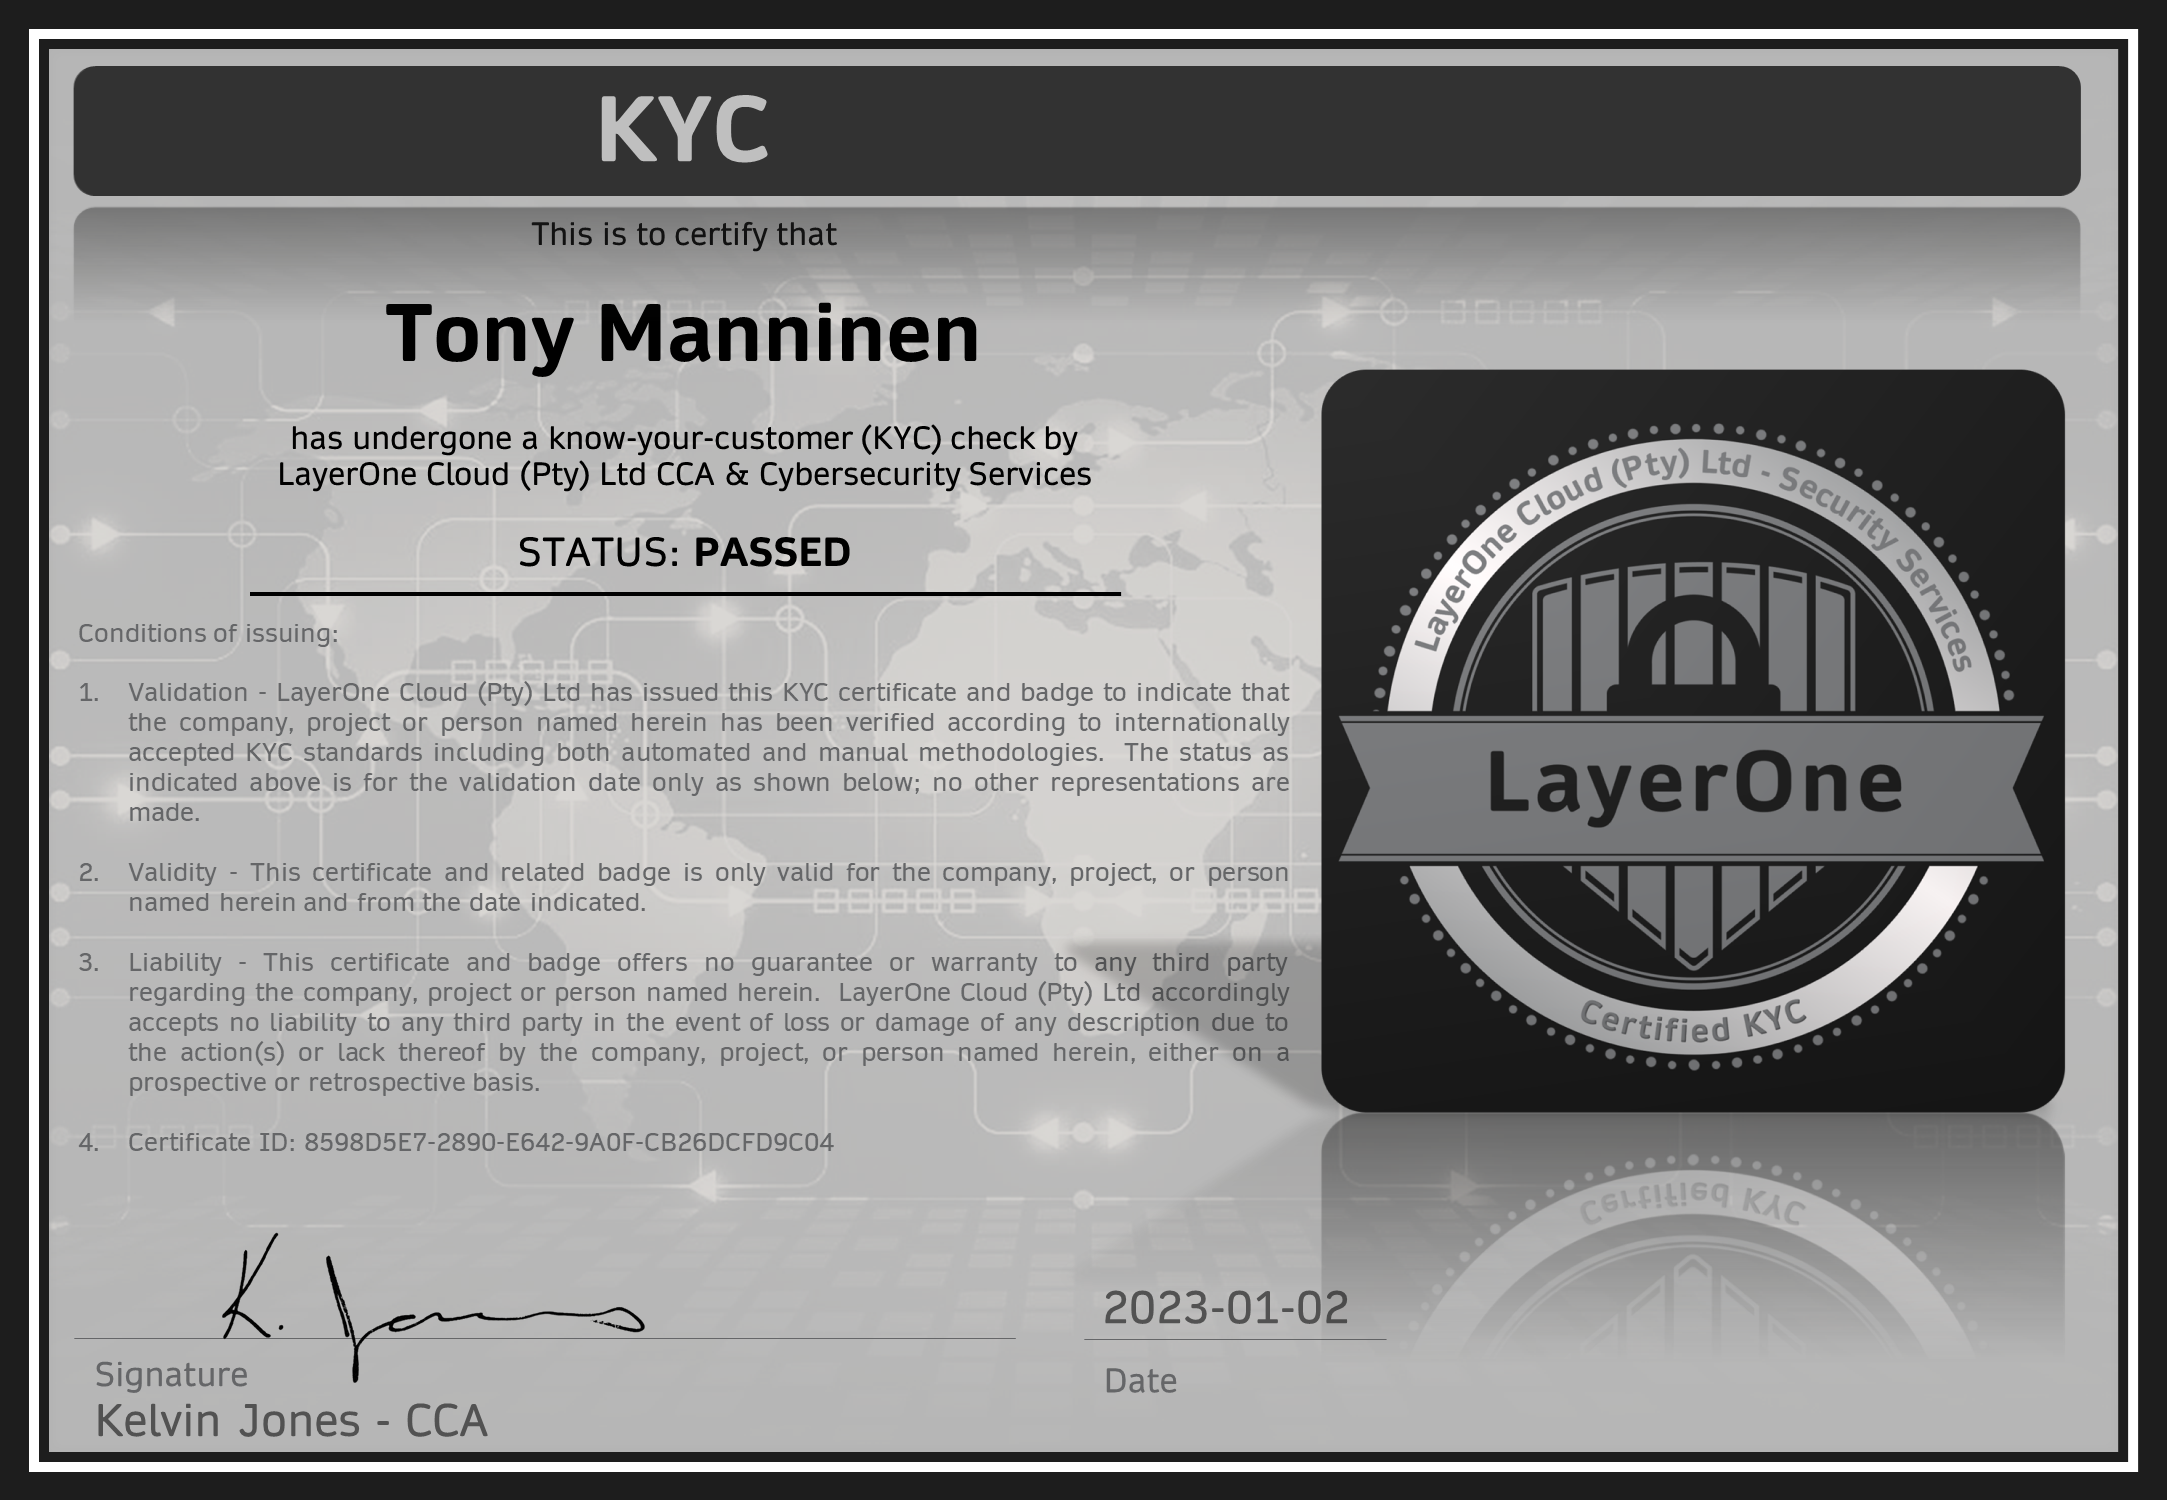 KYC
This is to certify that
Tony Manninen
has undergone a know-your-customer (KYC) check by
LayerOne Cloud (Pty) Ltd CCA & Cybersecurity Services
STATUS: PASSED
Conditions of issuing:
1. Validation - LayerOne Cloud (Pty) Ltd has issued this KYC certificate and badge to indicate that
the company, project or person named herein has been verified according to internationally
accepted KYC standards including both automated and manual methodologies. The status as
indicated above is for the validation date only as shown below; no other representations are
made.
2. Validity - This certificate and related badge is only valid for the company, project, or person
named herein and from the date indicated.
3. Liability - This certificate and badge offers no guarantee or warranty to any third party
regarding the company, project or person named herein. LayerOne Cloud (Pty) Ltd accordingly
accepts no liability to any third party in the event of loss or damage of any description due to
the action(s) or lack thereof by the company, project, or person named herein, either on a
prospective or retrospective basis.
4. Certificate ID: 8598D5E7-2890-E642-9A0F-CB26DCFD9C04
LayerOne Cloud (Pty) Ltd - Security Services
LayerOne
Certified KYC
Certified KYC
K. Jones
2023-01-02
Signature
Date
Kelvin Jones - CCA